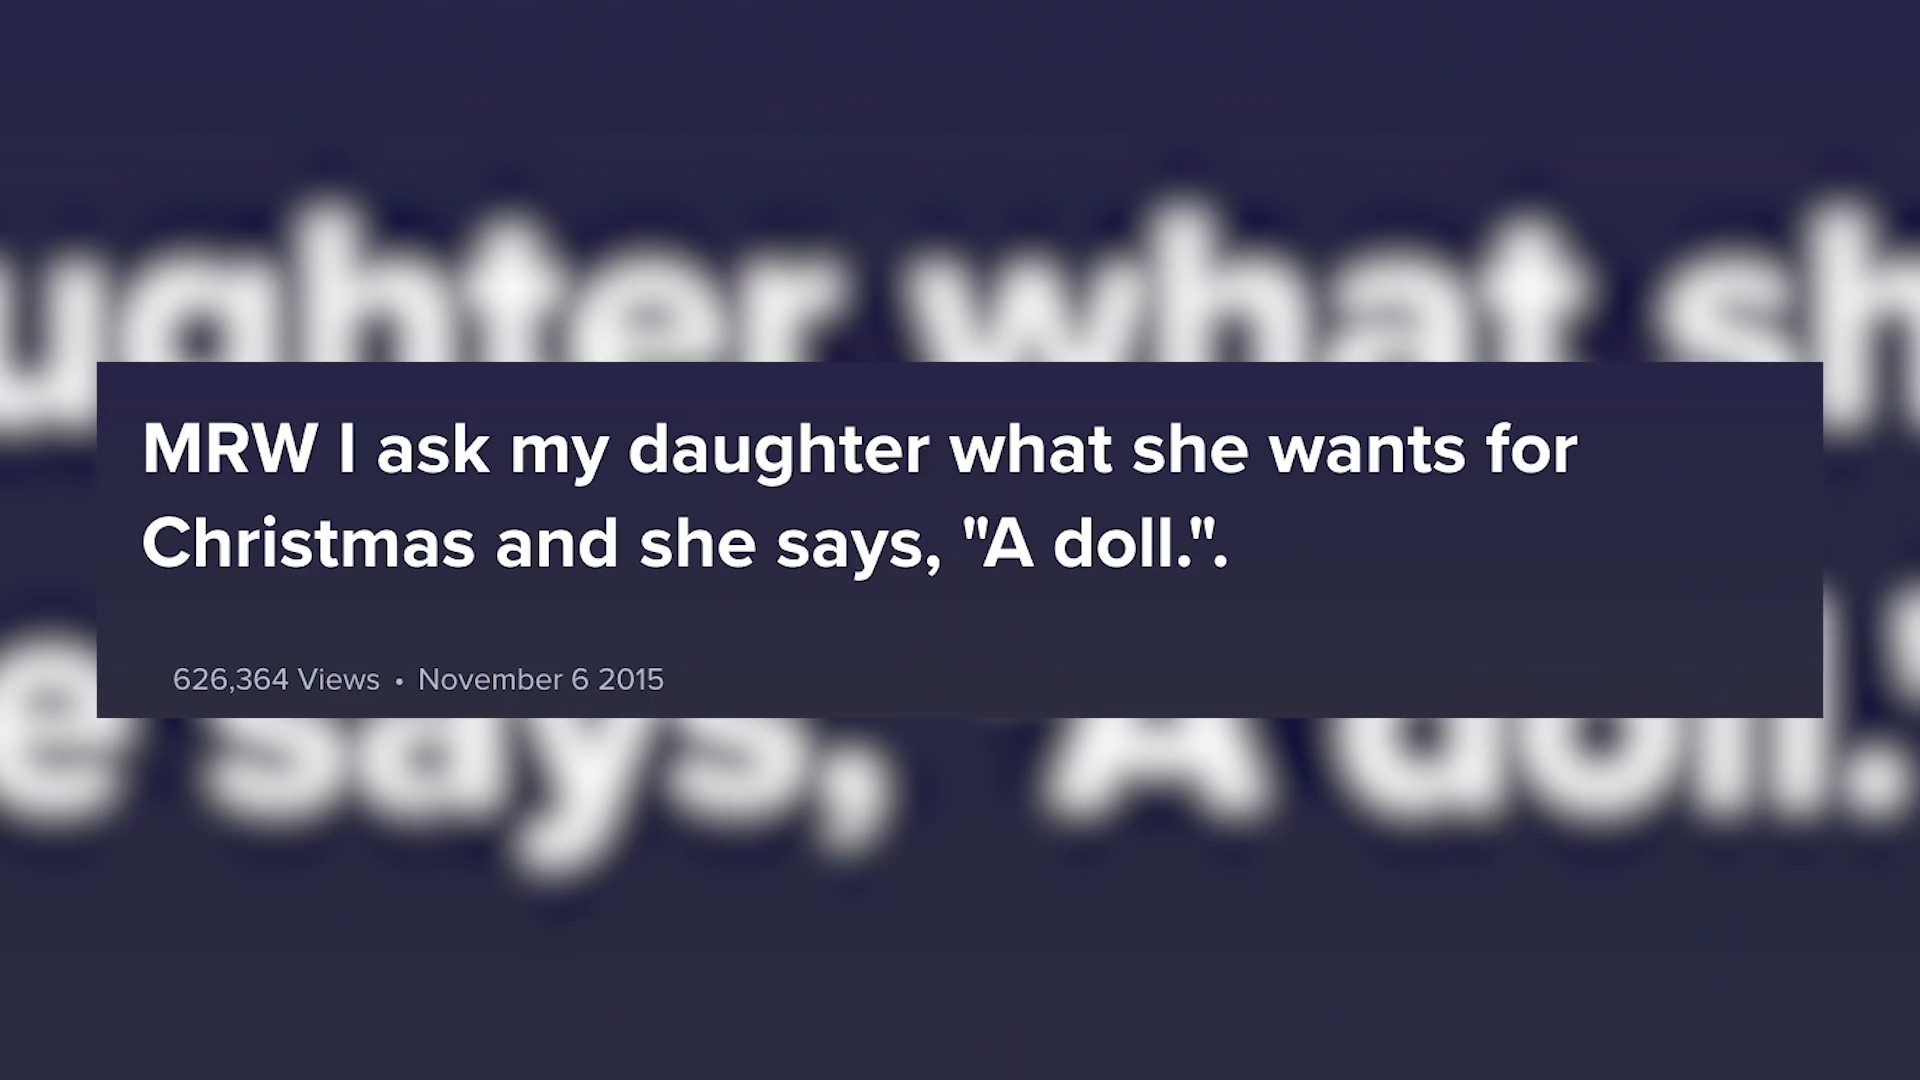 MRW I ask my daughter what she wants for
Christmas and she says, "A doll.".
626,364 Views • November 6 2015